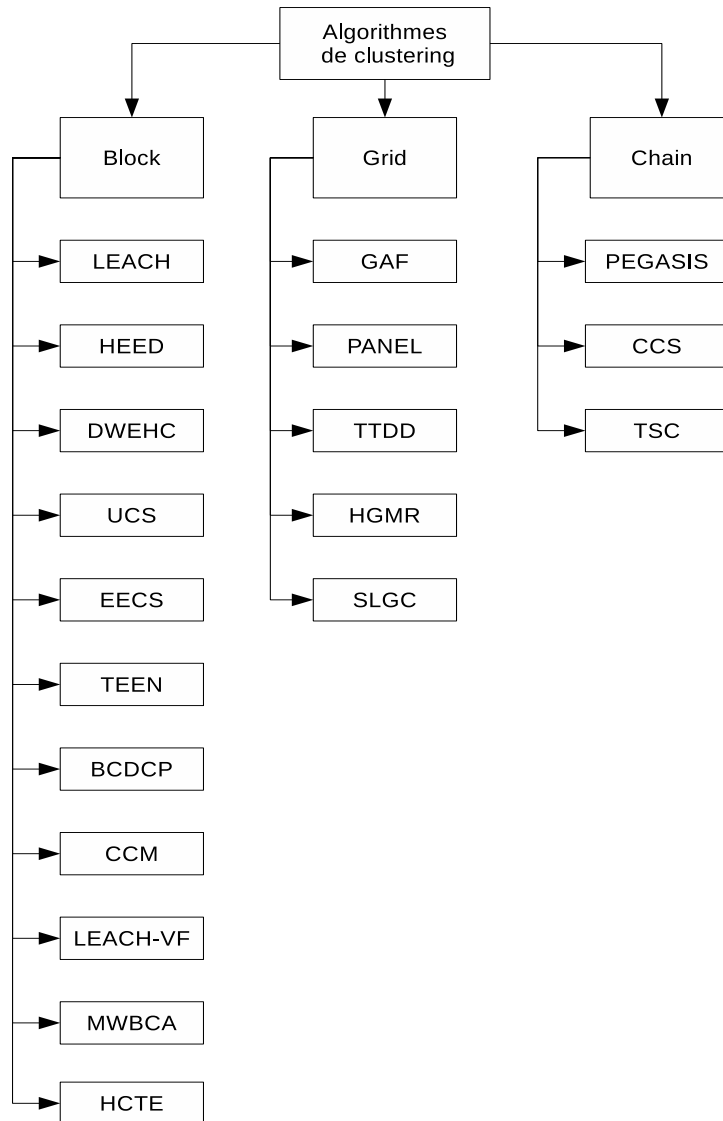 Algorithmes
de clustering
Block
Grid
Chain
LEACH
GAF
PEGASIS
HEED
PANEL
CCS
DWEHC
TTDD
TSC
UCS
HGMR
EECS
SLGC
TEEN
BCDCP
CCM
LEACH-VF
MWBCA
HCTE